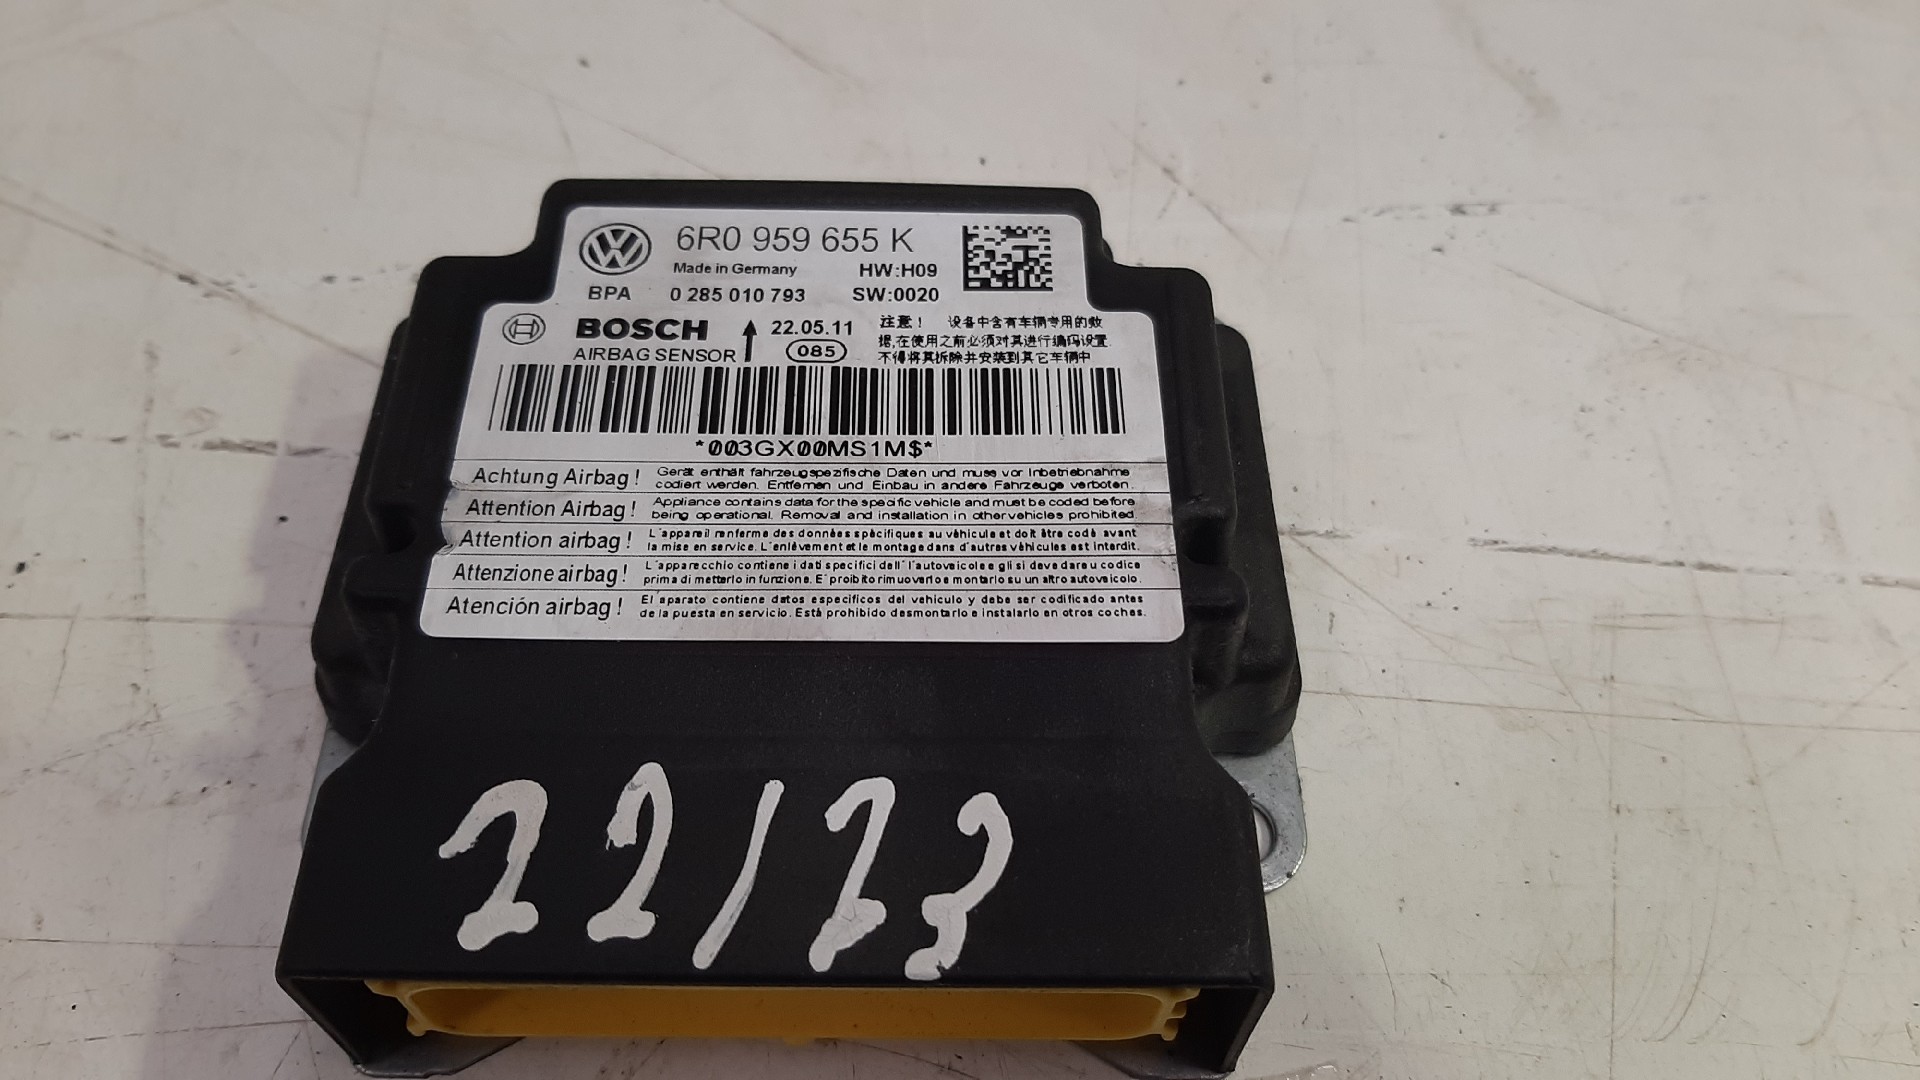 6R0 959 655 K
Made in Germany HW:H09
BPA 0 285 010 793 SW:0020
BOSCH 22.05.11
AIRBAG SENSOR 085
注意！ 设备中含有车辆专用的数
据,在使用之前必须对其进行编码设置
不得将其拆除并安装到其它车辆中
*003GX00MS1M$*
Achtung Airbag! Gerät enthält fahrzeugspezifische Daten und muss vor Inbetriebnahme
codiert werden. Entfernen und Einbau in andere Fahrzeuge verboten.
Attention Airbag! Appliance contains data for the specific vehicle and must be coded before
being operational. Removal and installation in other vehicles prohibited.
Attention airbag! L'appareil renferme des données spécifiques au véhicule et doit être codé avant
la mise en service. L'enlèvement et le montage dans d'autres véhicules est interdit.
Attenzione airbag! L'apparecchio contiene i dati specifici dell'l'autoveicolo e gli si deve dare u codice
prima di metterlo in funzione. E' proibito rimuoverlo e montarlo su un altro autoveicolo.
Atención airbag! El aparato contiene datos especificos del vehiculo y debe ser codificado antes
de la puesta en servicio. Está prohibido desmontarlo e instalarlo en otros coches.
22/23